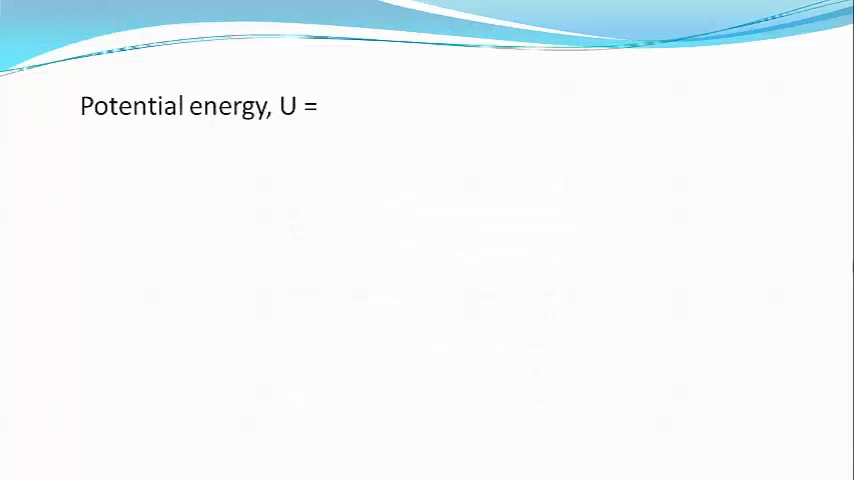 Potential energy, U =